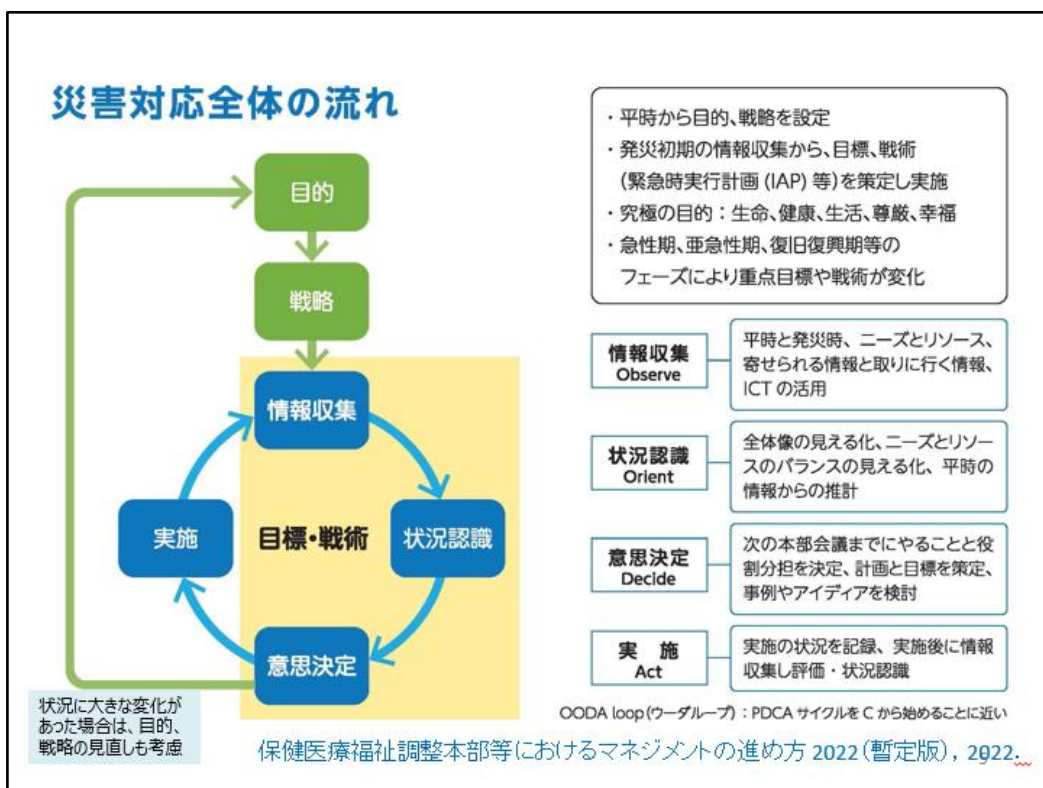 災害対応全体の流れ
目的
戦略
情報収集
実施
目標・戦術
状況認識
意思決定
状況に大きな変化が
あった場合は、目的、
戦略の見直しも考慮
・平時から目的、戦略を設定
・発災初期の情報収集から、目標、戦術
（緊急時実行計画 (IAP) 等）を策定し実施
・究極の目的：生命、健康、生活、尊厳、幸福
・急性期、亜急性期、復旧復興期等の
フェーズにより重点目標や戦術が変化
情報収集
Observe
平時と発災時、ニーズとリソース、
寄せられる情報と取りに行く情報、
ICT の活用
状況認識
Orient
全体像の見える化、ニーズとリソー
スのバランスの見える化、平時の
情報からの推計
意思決定
Decide
次の本部会議までにやることと役
割分担を決定、計画と目標を策定、
事例やアイディアを検討
実 施
Act
実施の状況を記録、実施後に情報
収集し評価・状況認識
OODA loop（ウーダループ）：PDCA サイクルを C から始めることに近い
保健医療福祉調整本部等におけるマネジメントの進め方 2022（暫定版）, 2022.